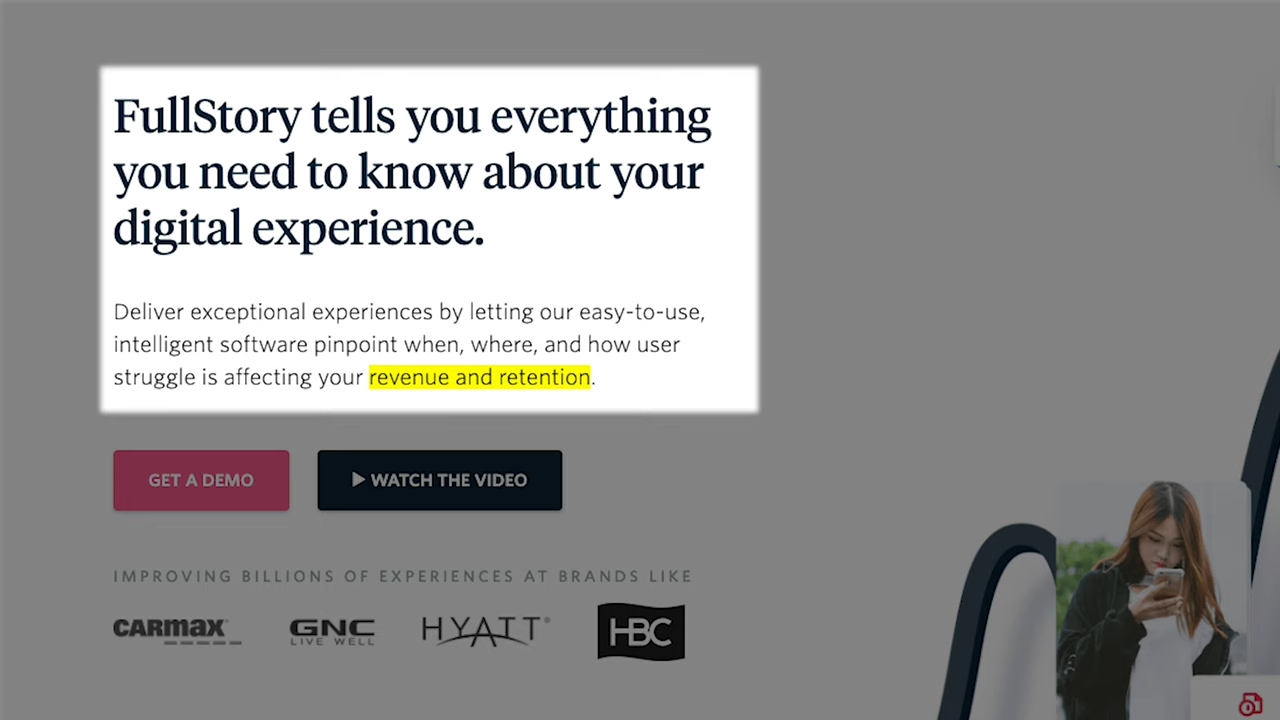 FullStory tells you everything
you need to know about your
digital experience.
Deliver exceptional experiences by letting our easy-to-use,
intelligent software pinpoint when, where, and how user
struggle is affecting your revenue and retention.
GET A DEMO
WATCH THE VIDEO
IMPROVING BILLIONS OF EXPERIENCES AT BRANDS LIKE
CARMAX
GNC
LIVE WELL
HYATT®
HBC